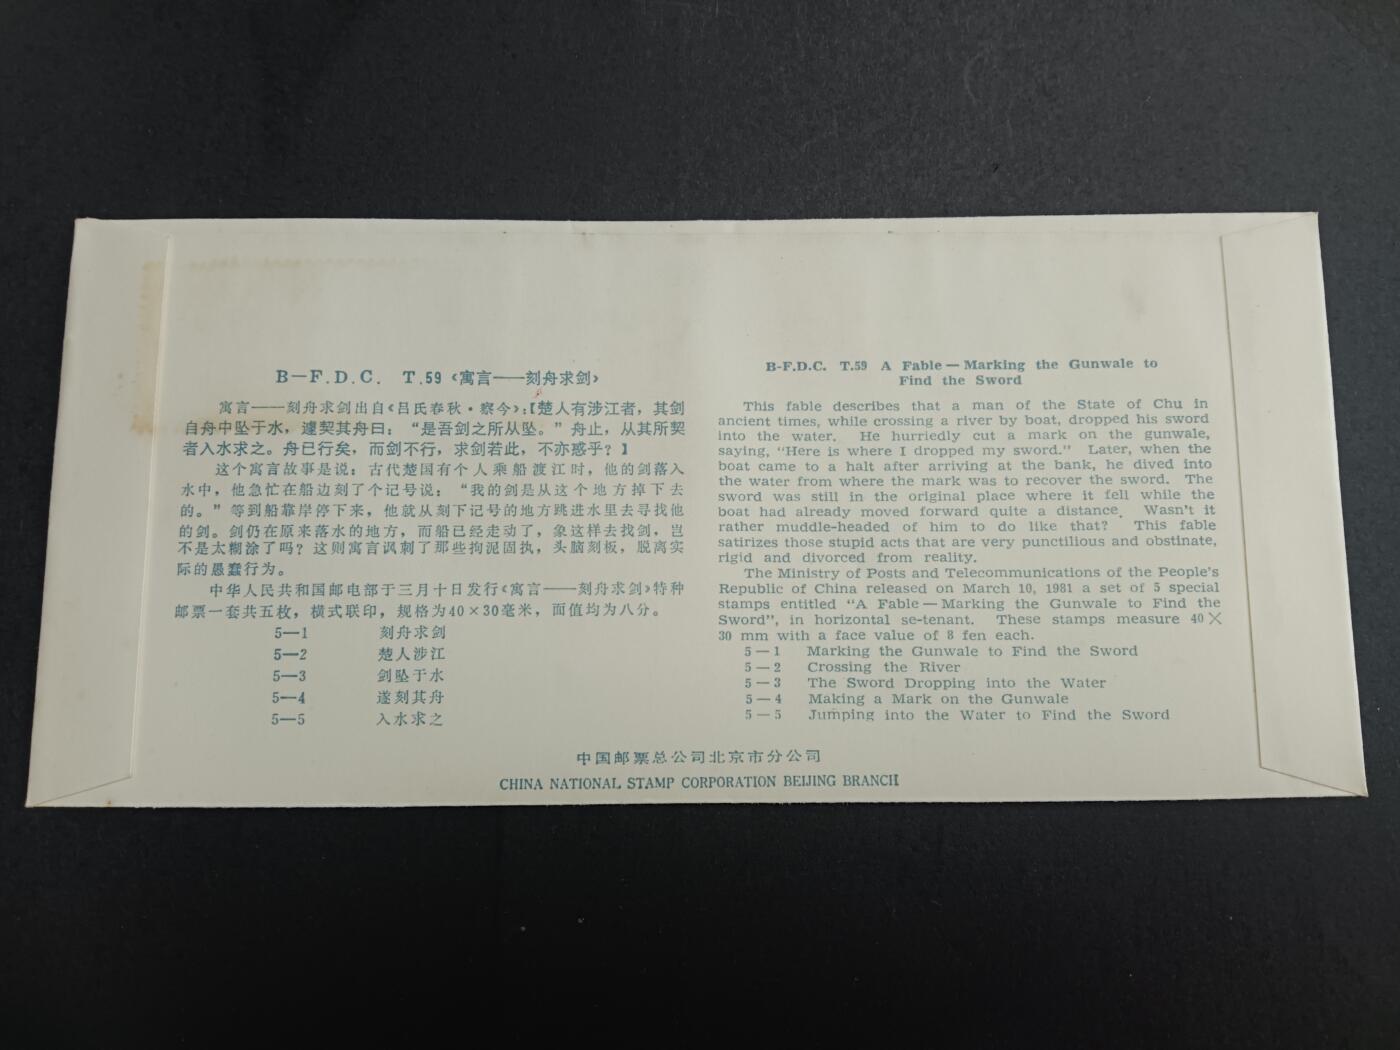 B—F.D.C. T.59《寓言——刻舟求剑》
寓言——刻舟求剑出自《吕氏春秋·察今》:【楚人有涉江者，其剑
自舟中坠于水，遽契其舟曰：“是吾剑之所从坠。”舟止，从其所契
者入水求之。舟已行矣，而剑不行，求剑若此，不亦惑乎？】
这个寓言故事是说：古代楚国有个人乘船渡江时，他的剑落入
水中，他急忙在船边刻了个记号说：“我的剑是从这个地方掉下去
的。”等到船靠岸停下来，他就从刻下记号的地方跳进水里去寻找他
的剑。剑仍在原来落水的地方，而船已经走动了，象这样去找剑，岂
不是太糊涂了吗？这则寓言讽刺了那些拘泥固执，头脑刻板，脱离实
际的愚蠢行为。
中华人民共和国邮电部于三月十日发行《寓言——刻舟求剑》特种
邮票一套共五枚，横式联印，规格为40×30毫米，而值均为八分。
5—1 刻舟求剑
5—2 楚人涉江
5—3 剑坠于水
5—4 遂刻其舟
5—5 入水求之
B-F.D.C. T.59 A Fable — Marking the Gunwale to
Find the Sword
This fable describes that a man of the State of Chu in
ancient times, while crossing a river by boat, dropped his sword
into the water. He hurriedly cut a mark on the gunwale,
saying, "Here is where I dropped my sword." Later, when the
boat came to a halt after arriving at the bank, he dived into
the water from where the mark was to recover the sword. The
sword was still in the original place where it fell while the
boat had already moved forward quite a distance. Wasn't it
rather muddle-headed of him to do like that? This fable
satirizes those stupid acts that are very punctilious and obstinate,
rigid and divorced from reality.
The Ministry of Posts and Telecommunications of the People's
Republic of China released on March 10, 1981 a set of 5 special
stamps entitled "A Fable — Marking the Gunwale to Find the
Sword", in horizontal se-tenant. These stamps measure 40 ×
30 mm with a face value of 8 fen each.
5 — 1 Marking the Gunwale to Find the Sword
5 — 2 Crossing the River
5 — 3 The Sword Dropping into the Water
5 — 4 Making a Mark on the Gunwale
5 — 5 Jumping into the Water to Find the Sword
中国邮票总公司北京市分公司
CHINA NATIONAL STAMP CORPORATION BEIJING BRANCH